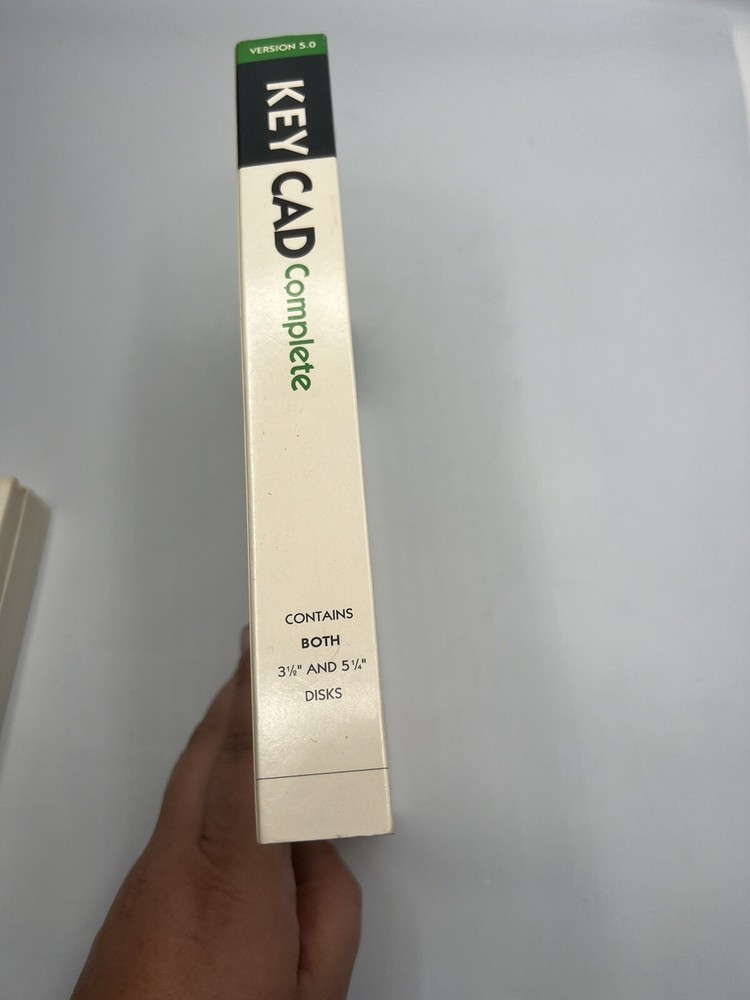 VERSION 5.0
KEY CAD Complete
CONTAINS
BOTH
3½" AND 5¼"
DISKS